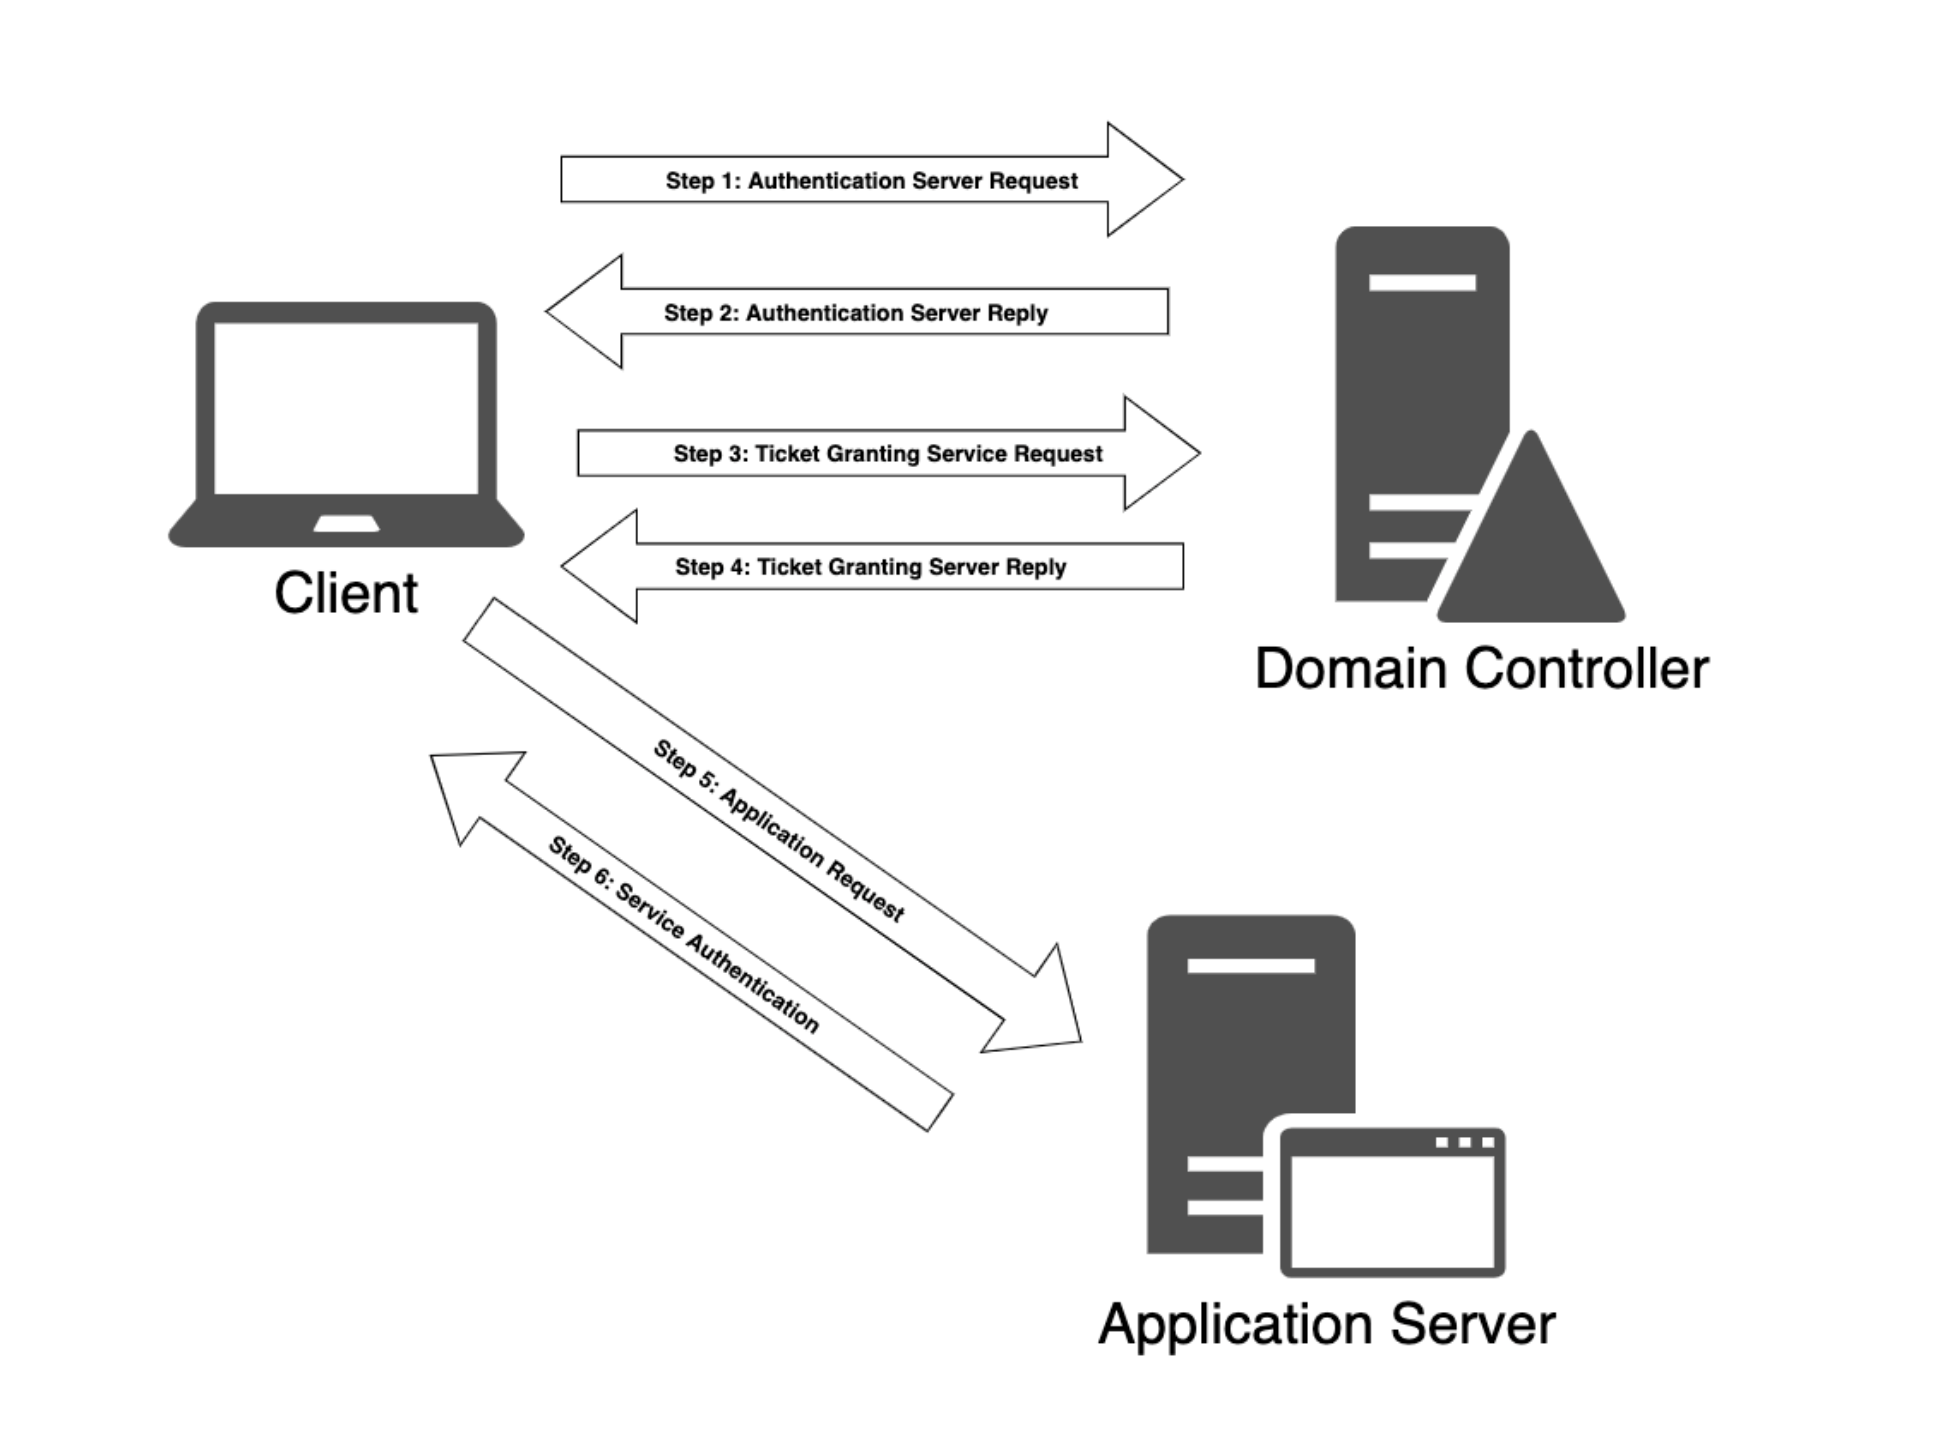 Step 1: Authentication Server Request
Step 2: Authentication Server Reply
Step 3: Ticket Granting Service Request
Step 4: Ticket Granting Server Reply
Client
Domain Controller
Step 5: Application Request
Step 6: Service Authentication
Application Server